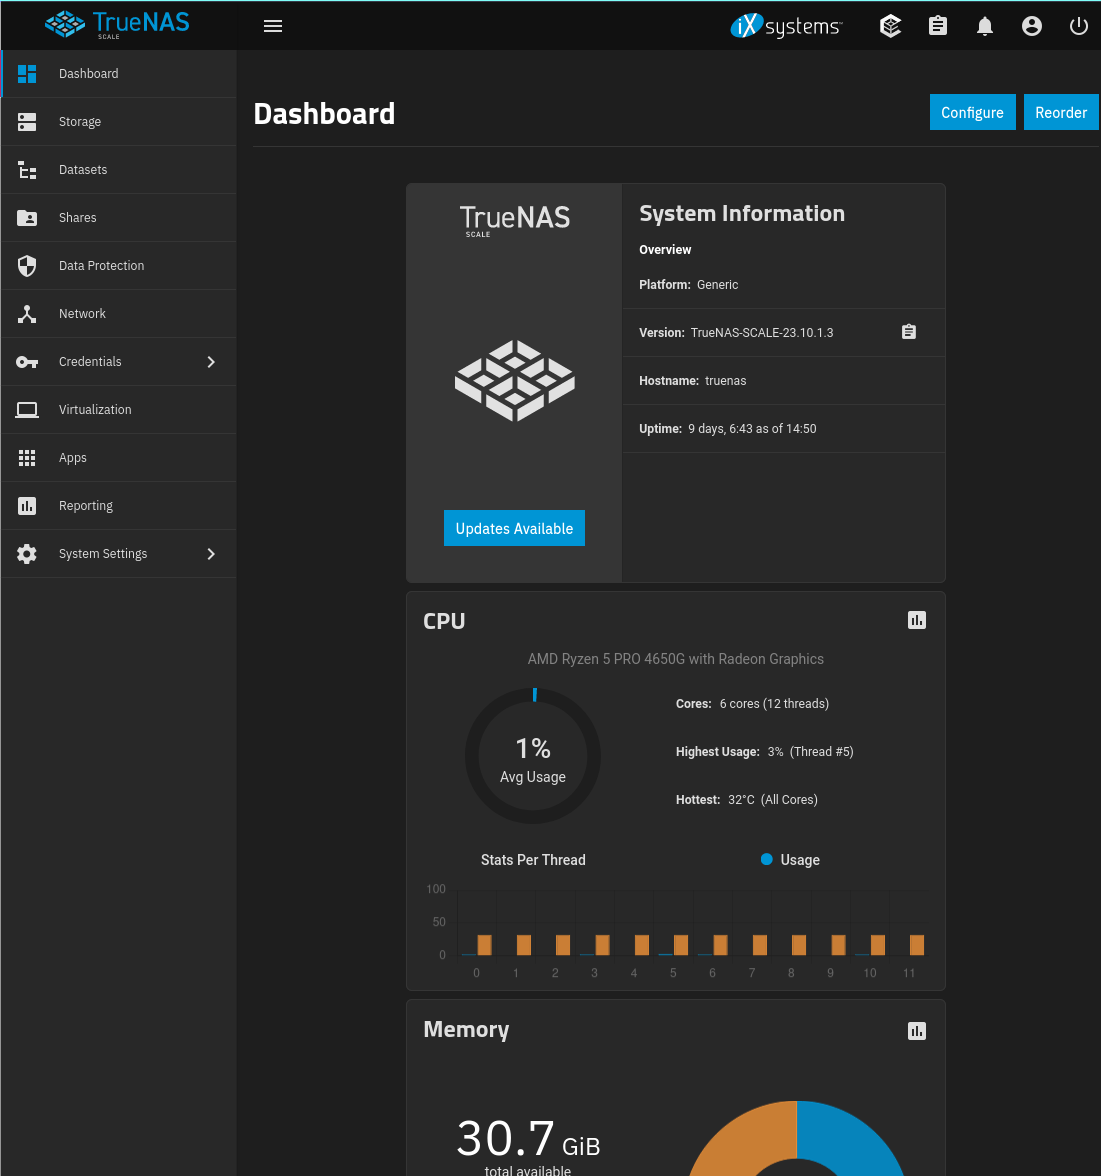 TrueNAS
SCALE
iXsystems™
Dashboard
Storage
Datasets
Shares
Data Protection
Network
Credentials
Virtualization
Apps
Reporting
System Settings
Dashboard
Configure
Reorder
TrueNAS
SCALE
Updates Available
System Information
Overview
Platform: Generic
Version: TrueNAS-SCALE-23.10.1.3
Hostname: truenas
Uptime: 9 days, 6:43 as of 14:50
CPU
AMD Ryzen 5 PRO 4650G with Radeon Graphics
1%
Avg Usage
Cores: 6 cores (12 threads)
Highest Usage: 3% (Thread #5)
Hottest: 32°C (All Cores)
Stats Per Thread
Usage
100
50
0
0 1 2 3 4 5 6 7 8 9 10 11
Memory
30.7 GiB
total available